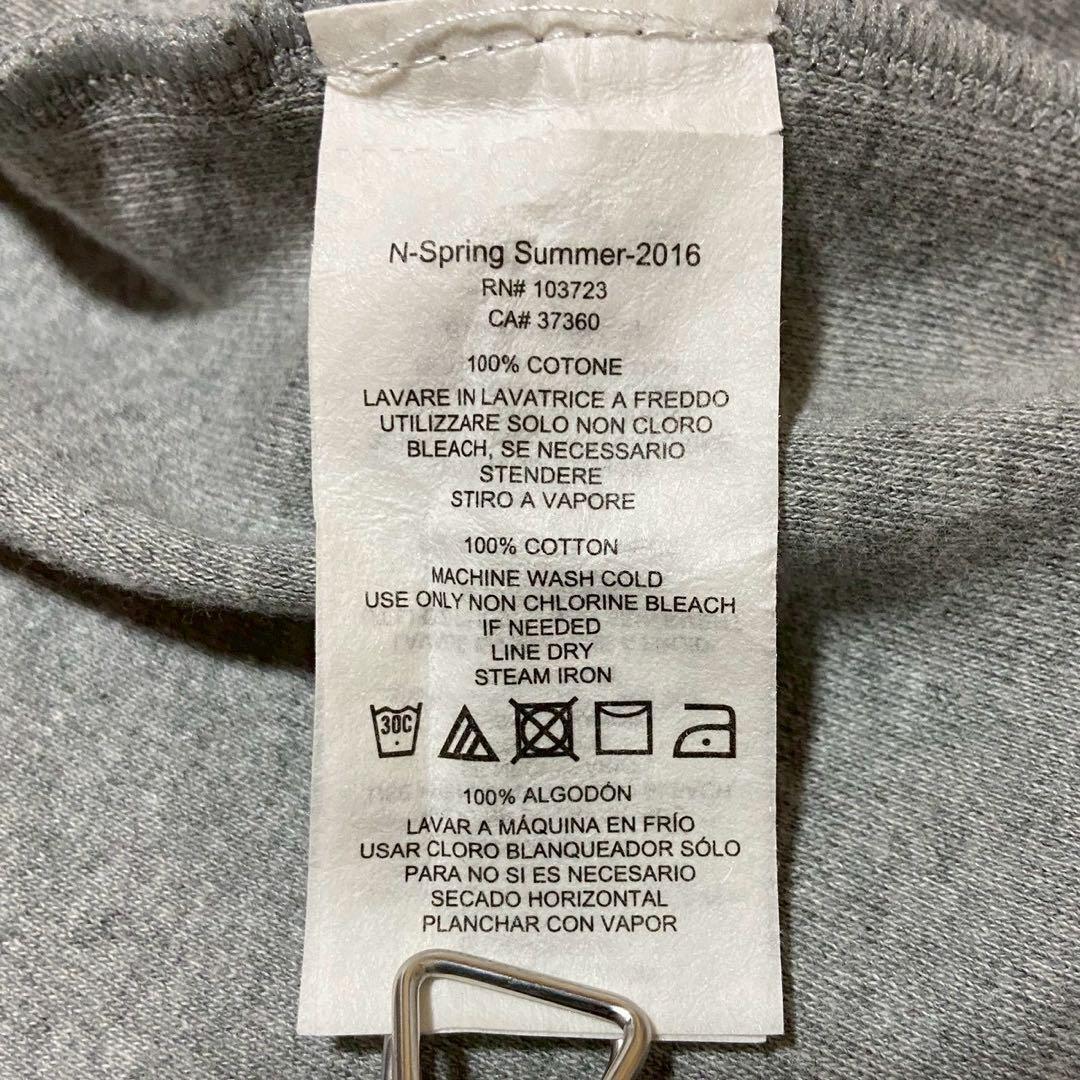 N-Spring Summer-2016
RN# 103723
CA# 37360
100% COTONE
LAVARE IN LAVATRICE A FREDDO
UTILIZZARE SOLO NON CLORO
BLEACH, SE NECESSARIO
STENDERE
STIRO A VAPORE
100% COTTON
MACHINE WASH COLD
USE ONLY NON CHLORINE BLEACH
IF NEEDED
LINE DRY
STEAM IRON
30C
100% ALGODÓN
LAVAR A MÁQUINA EN FRÍO
USAR CLORO BLANQUEADOR SÓLO
PARA NO SI ES NECESARIO
SECADO HORIZONTAL
PLANCHAR CON VAPOR